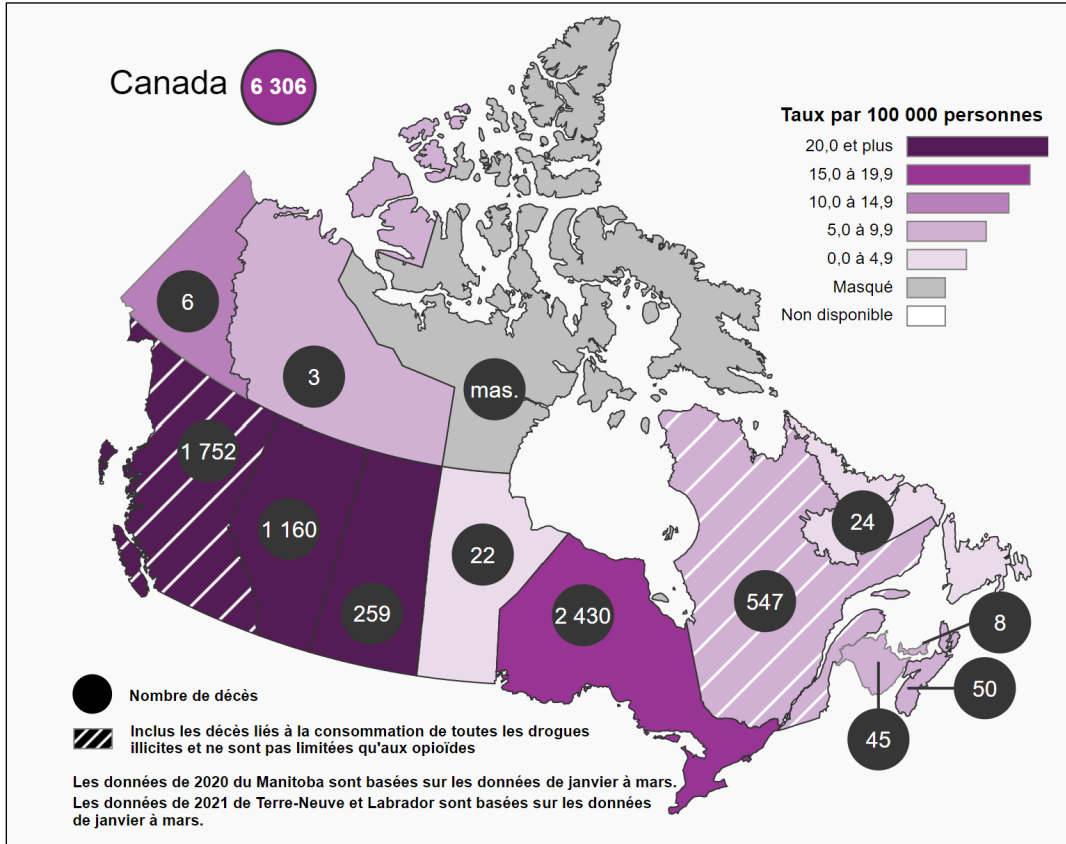 Canada
6 306
Taux par 100 000 personnes
20,0 et plus
15,0 à 19,9
10,0 à 14,9
5,0 à 9,9
0,0 à 4,9
Masqué
Non disponible
6
3
mas.
1 752
1 160
259
22
2 430
547
24
8
50
45
Nombre de décès
Inclus les décès liés à la consommation de toutes les drogues
illicites et ne sont pas limitées qu'aux opioïdes
Les données de 2020 du Manitoba sont basées sur les données de janvier à mars.
Les données de 2021 de Terre-Neuve et Labrador sont basées sur les données
de janvier à mars.